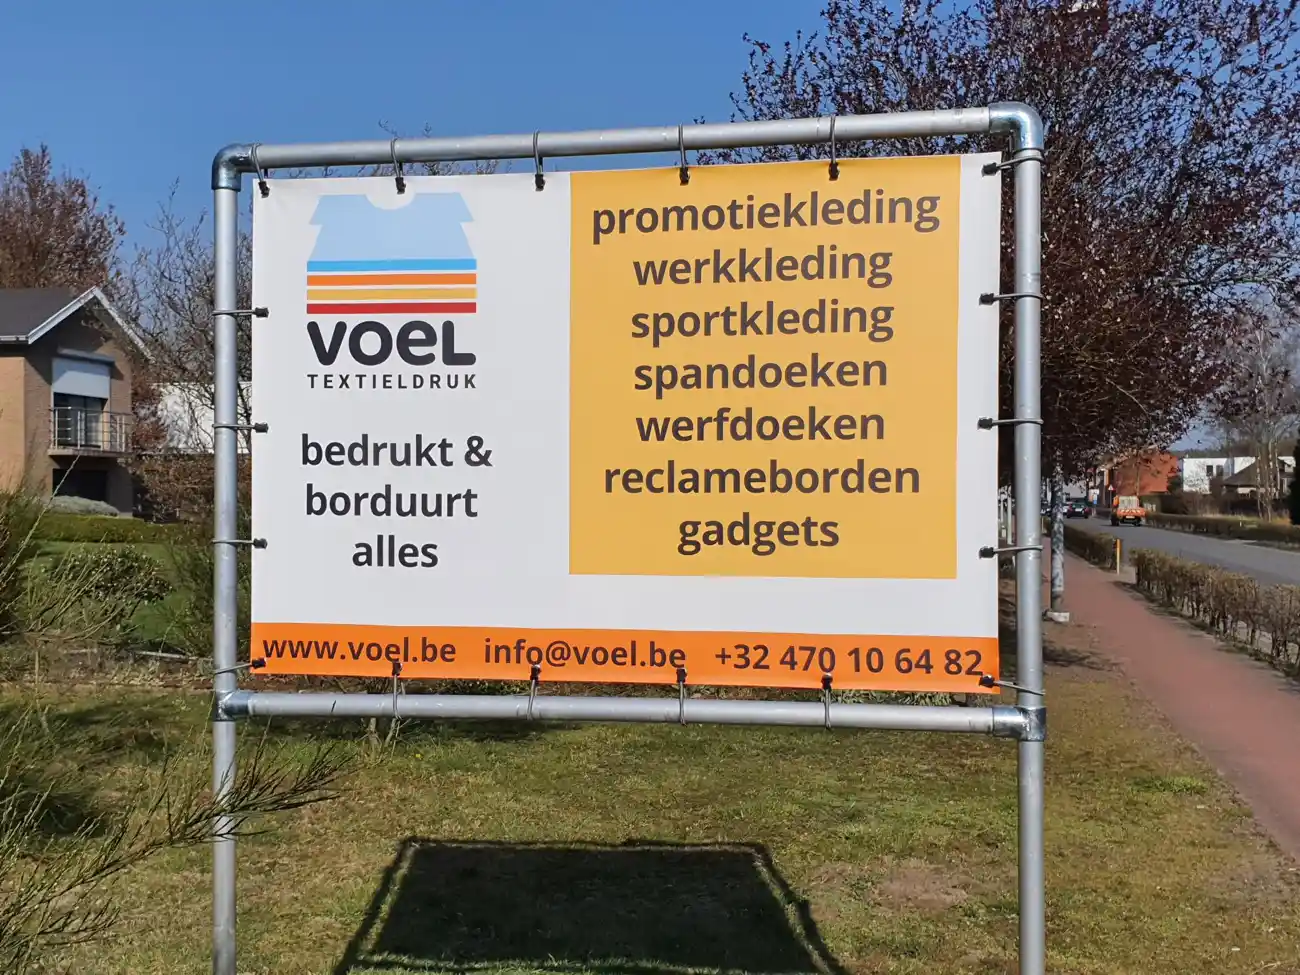 VOEL
TEXTIELDRUK
bedrukt &
borduurt
alles
promotiekleding
werkkleding
sportkleding
spandoeken
werfdoeken
reclameborden
gadgets
www.voel.be info@voel.be +32 470 10 64 82